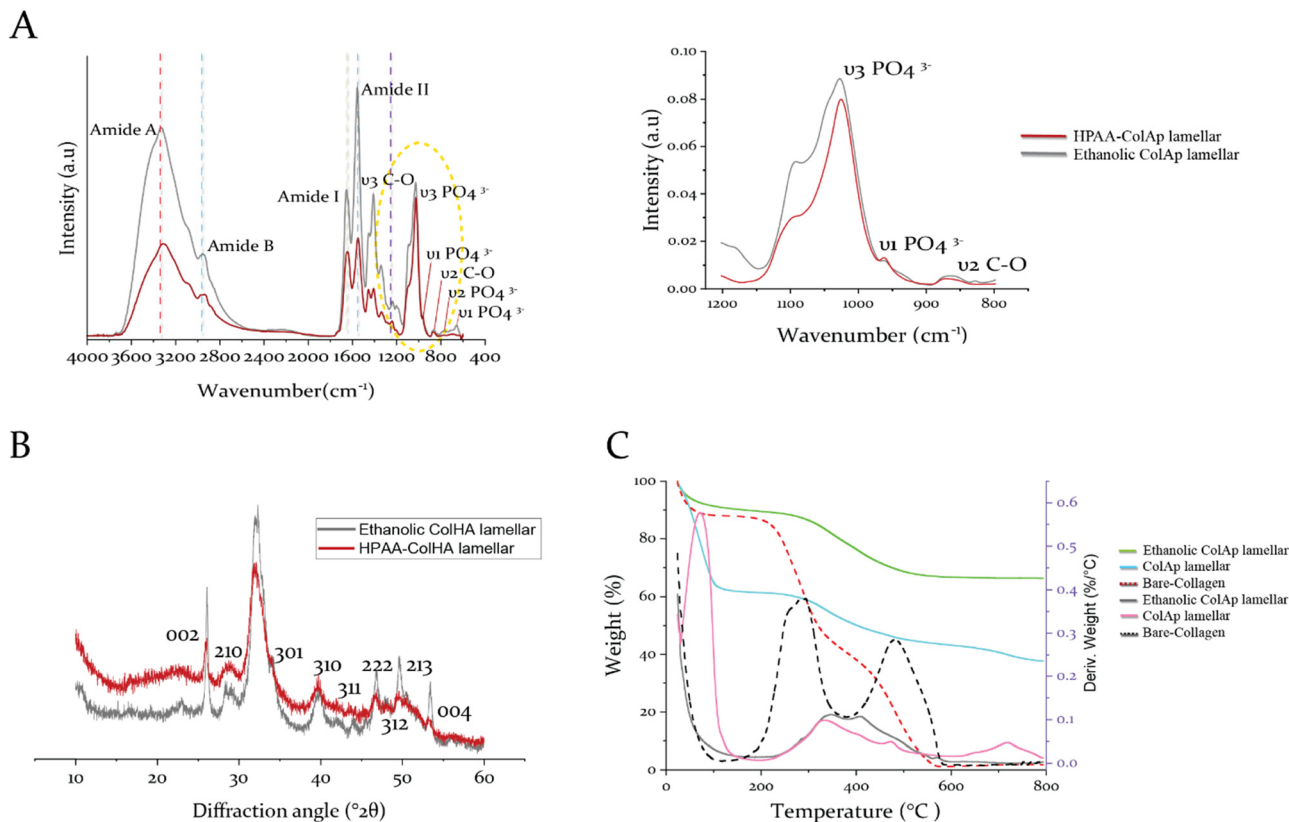 A
Amide A
Amide B
Amide I
Amide II
υ3 C-O
υ3 PO4 3-
υ1 PO4 3-
υ2 C-O
υ2 PO4 3-
υ1 PO4 3-
Intensity (a.u)
4000 3600 3200 2800 1600 1200 800 400
Wavenumber(cm-1)
0.10
0.08
0.06
0.04
0.02
0.00
Intensity (a.u)
υ3 PO4 3-
υ1 PO4 3-
υ2 C-O
1200 1100 1000 900 800
Wavenumber (cm-1)
HPAA-ColAp lamellar
Ethanolic ColAp lamellar
B
Ethanolic ColHA lamellar
HPAA-ColHA lamellar
002
210
301
310
311
222
312
213
004
10 20 30 40 50 60
Diffraction angle (°2θ)
C
100
80
60
40
20
0
Weight (%)
0 200 400 600 800
Temperature (°C)
0.6
0.5
0.4
0.3
0.2
0.1
0.0
Deriv. Weight (%/°C)
Ethanolic ColAp lamellar
ColAp lamellar
Bare-Collagen
Ethanolic ColAp lamellar
ColAp lamellar
Bare-Collagen